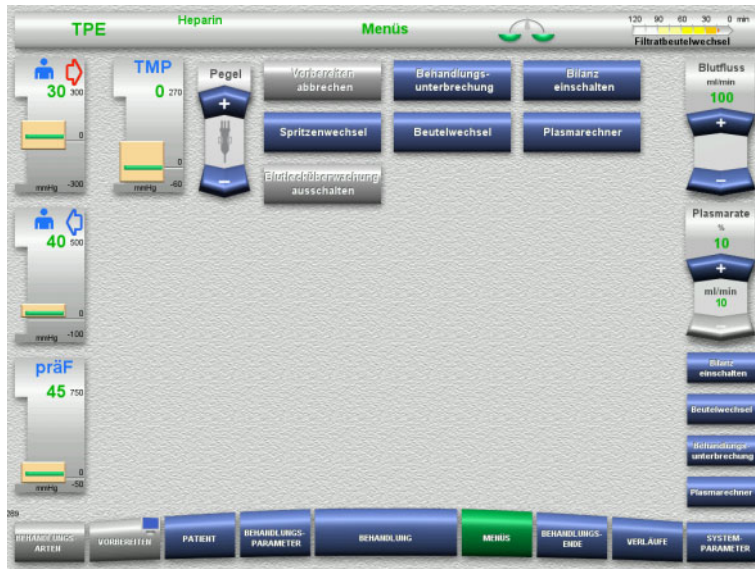 TPE
Heparin
Menüs
120 90 60 30 0 min
Filtratbeutelwechsel
30
300
0
-300
mmHg
TMP
0
270
0
-60
mmHg
Pegel
+
–
Vorbereiten
abbrechen
Behandlungs-
unterbrechung
Bilanz
einschalten
Spritzenwechsel
Beutelwechsel
Plasmarechner
Blutlecküberwachung
ausschalten
Blutfluss
ml/min
100
+
–
40
500
0
-100
mmHg
Plasmarate
%
10
+
ml/min
10
–
präF
45
750
0
-50
mmHg
Bilanz
einschalten
Beutelwechsel
Behandlungs-
unterbrechung
Plasmarechner
289
BEHANDLUNGS-
ARTEN
VORBEREITEN
PATIENT
BEHANDLUNGS-
PARAMETER
BEHANDLUNG
MENÜS
BEHANDLUNGS-
ENDE
VERLÄUFE
SYSTEM-
PARAMETER